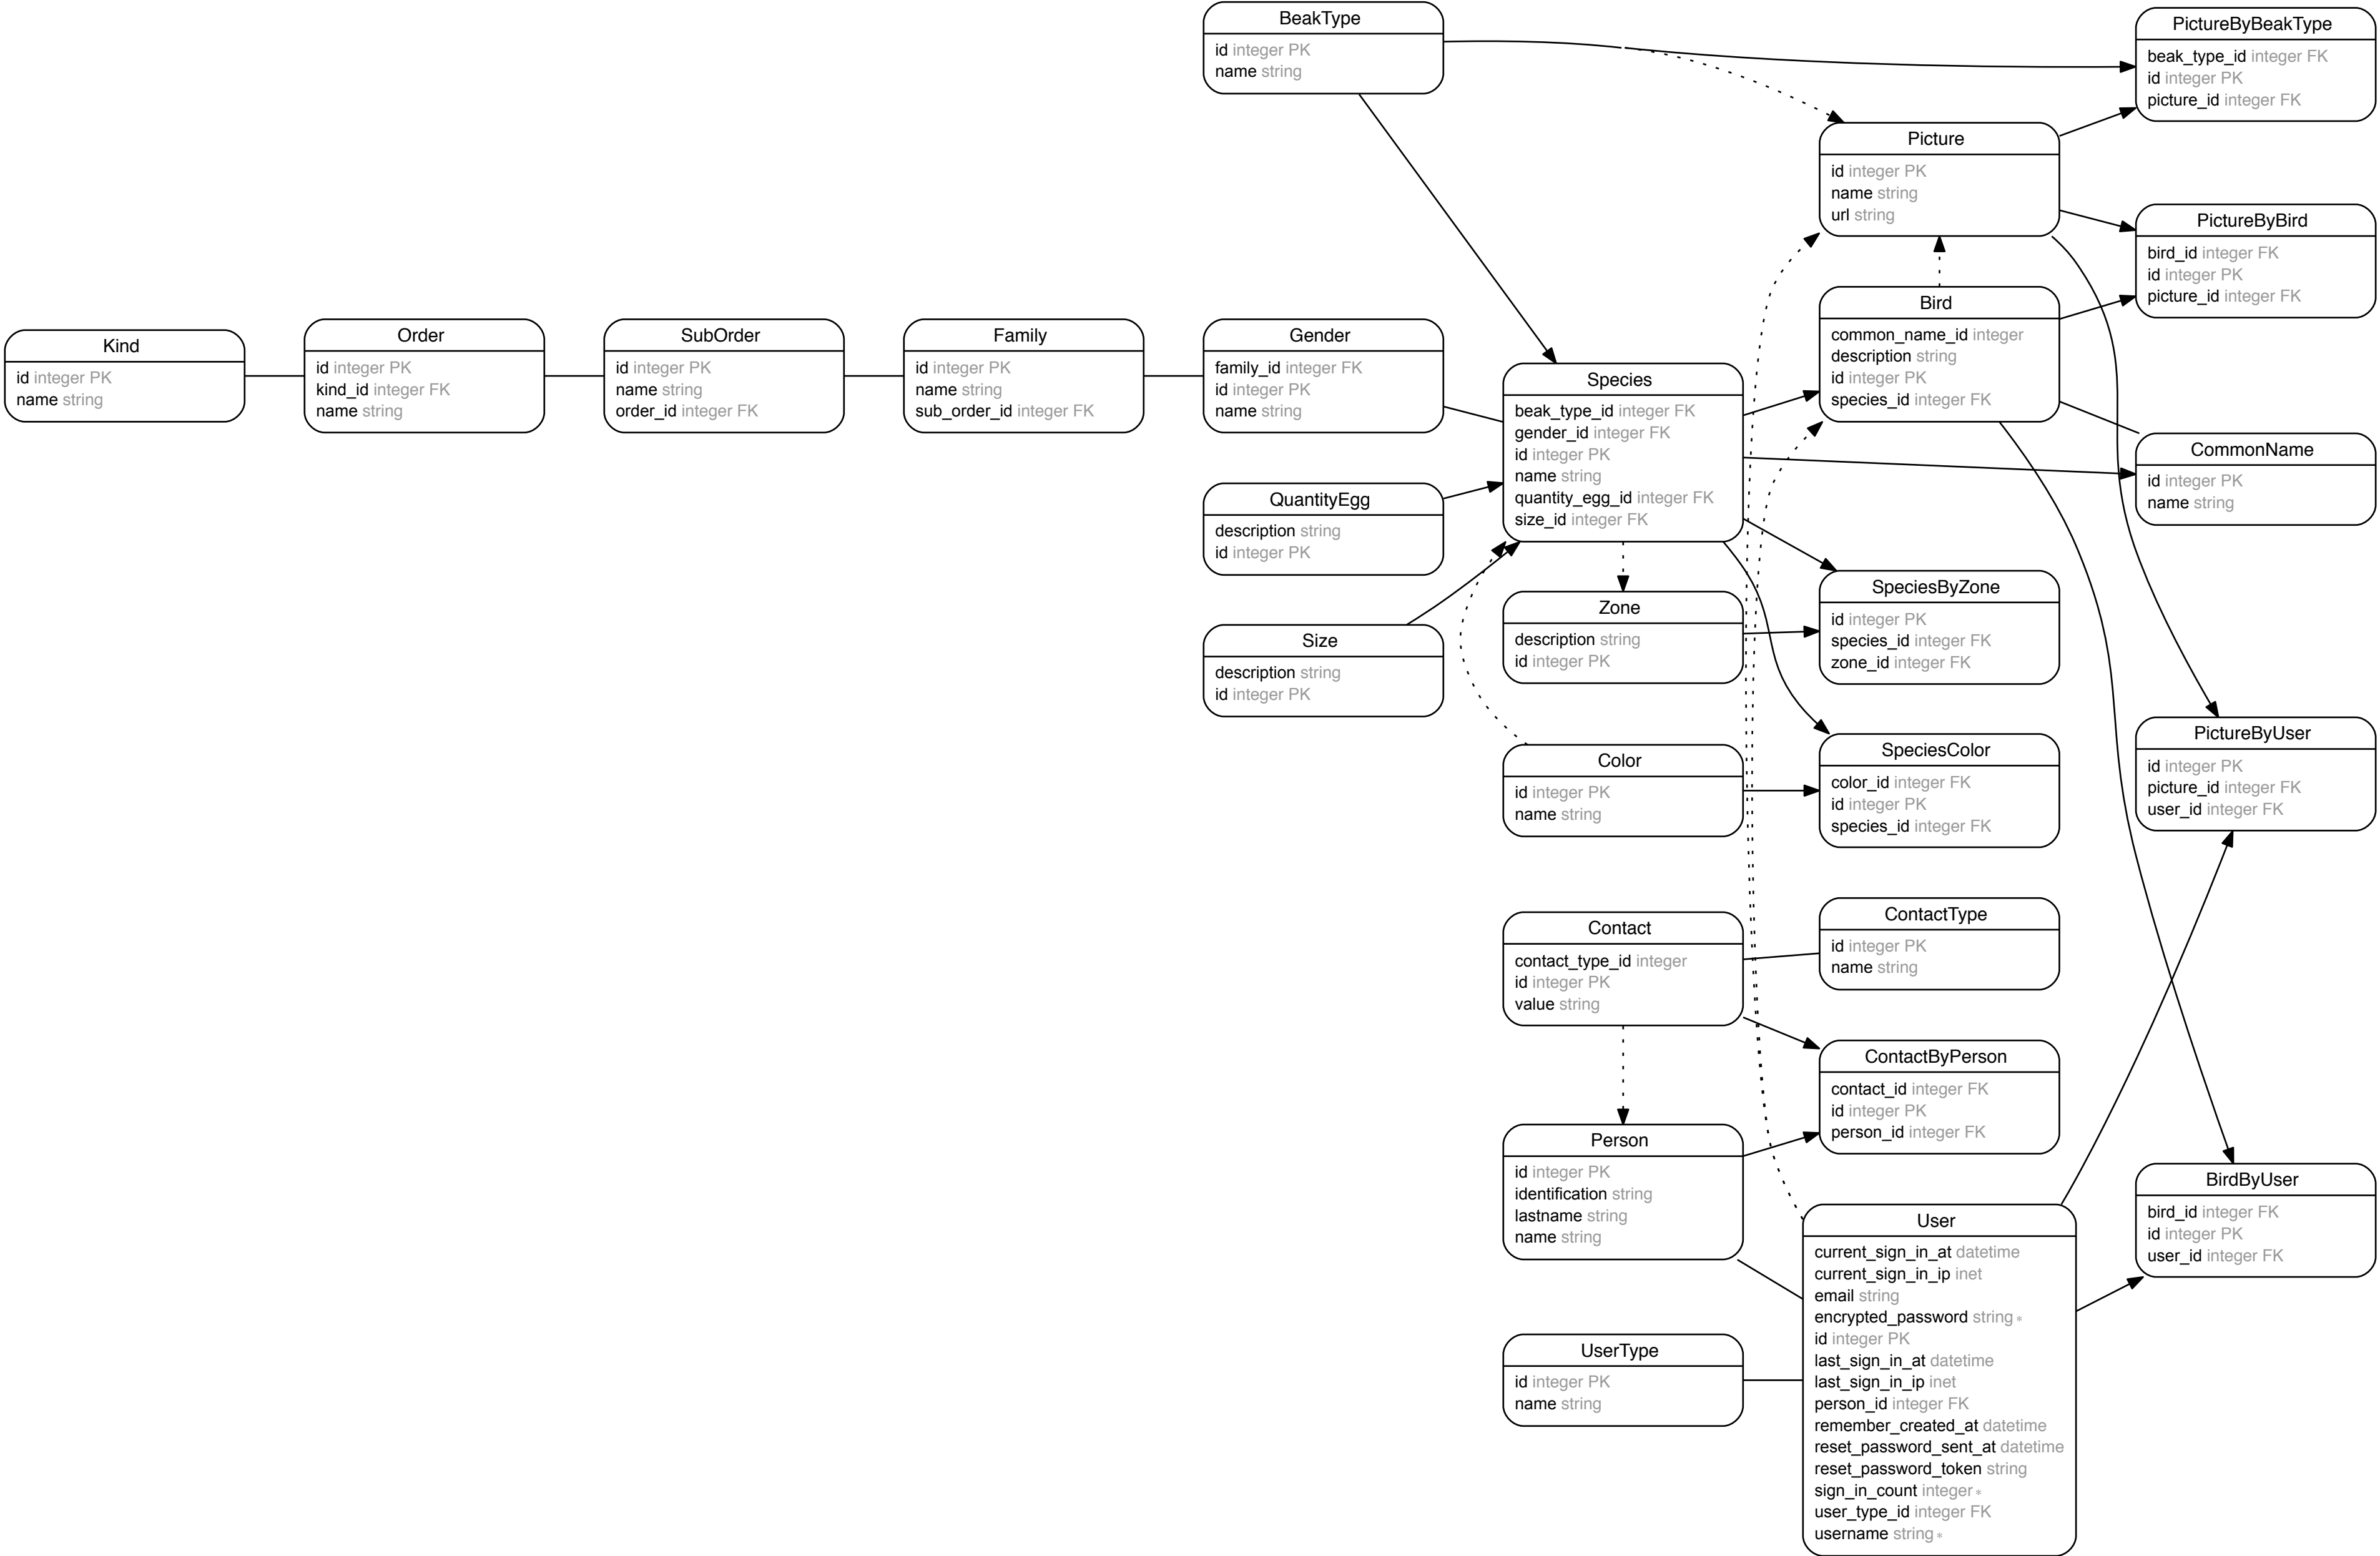 BeakType
id integer PK
name string
PictureByBeakType
beak_type_id integer FK
id integer PK
picture_id integer FK
Picture
id integer PK
name string
url string
PictureByBird
bird_id integer FK
id integer PK
picture_id integer FK
Kind
id integer PK
name string
Order
id integer PK
kind_id integer FK
name string
SubOrder
id integer PK
name string
order_id integer FK
Family
id integer PK
name string
sub_order_id integer FK
Gender
family_id integer FK
id integer PK
name string
Species
beak_type_id integer FK
gender_id integer FK
id integer PK
name string
quantity_egg_id integer FK
size_id integer FK
Bird
common_name_id integer
description string
id integer PK
species_id integer FK
CommonName
id integer PK
name string
QuantityEgg
description string
id integer PK
Size
description string
id integer PK
Zone
description string
id integer PK
SpeciesByZone
id integer PK
species_id integer FK
zone_id integer FK
Color
id integer PK
name string
SpeciesColor
color_id integer FK
id integer PK
species_id integer FK
PictureByUser
id integer PK
picture_id integer FK
user_id integer FK
Contact
contact_type_id integer
id integer PK
value string
ContactType
id integer PK
name string
ContactByPerson
contact_id integer FK
id integer PK
person_id integer FK
Person
id integer PK
identification string
lastname string
name string
User
current_sign_in_at datetime
current_sign_in_ip inet
email string
encrypted_password string *
id integer PK
last_sign_in_at datetime
last_sign_in_ip inet
person_id integer FK
remember_created_at datetime
reset_password_sent_at datetime
reset_password_token string
sign_in_count integer *
user_type_id integer FK
username string *
BirdByUser
bird_id integer FK
id integer PK
user_id integer FK
UserType
id integer PK
name string